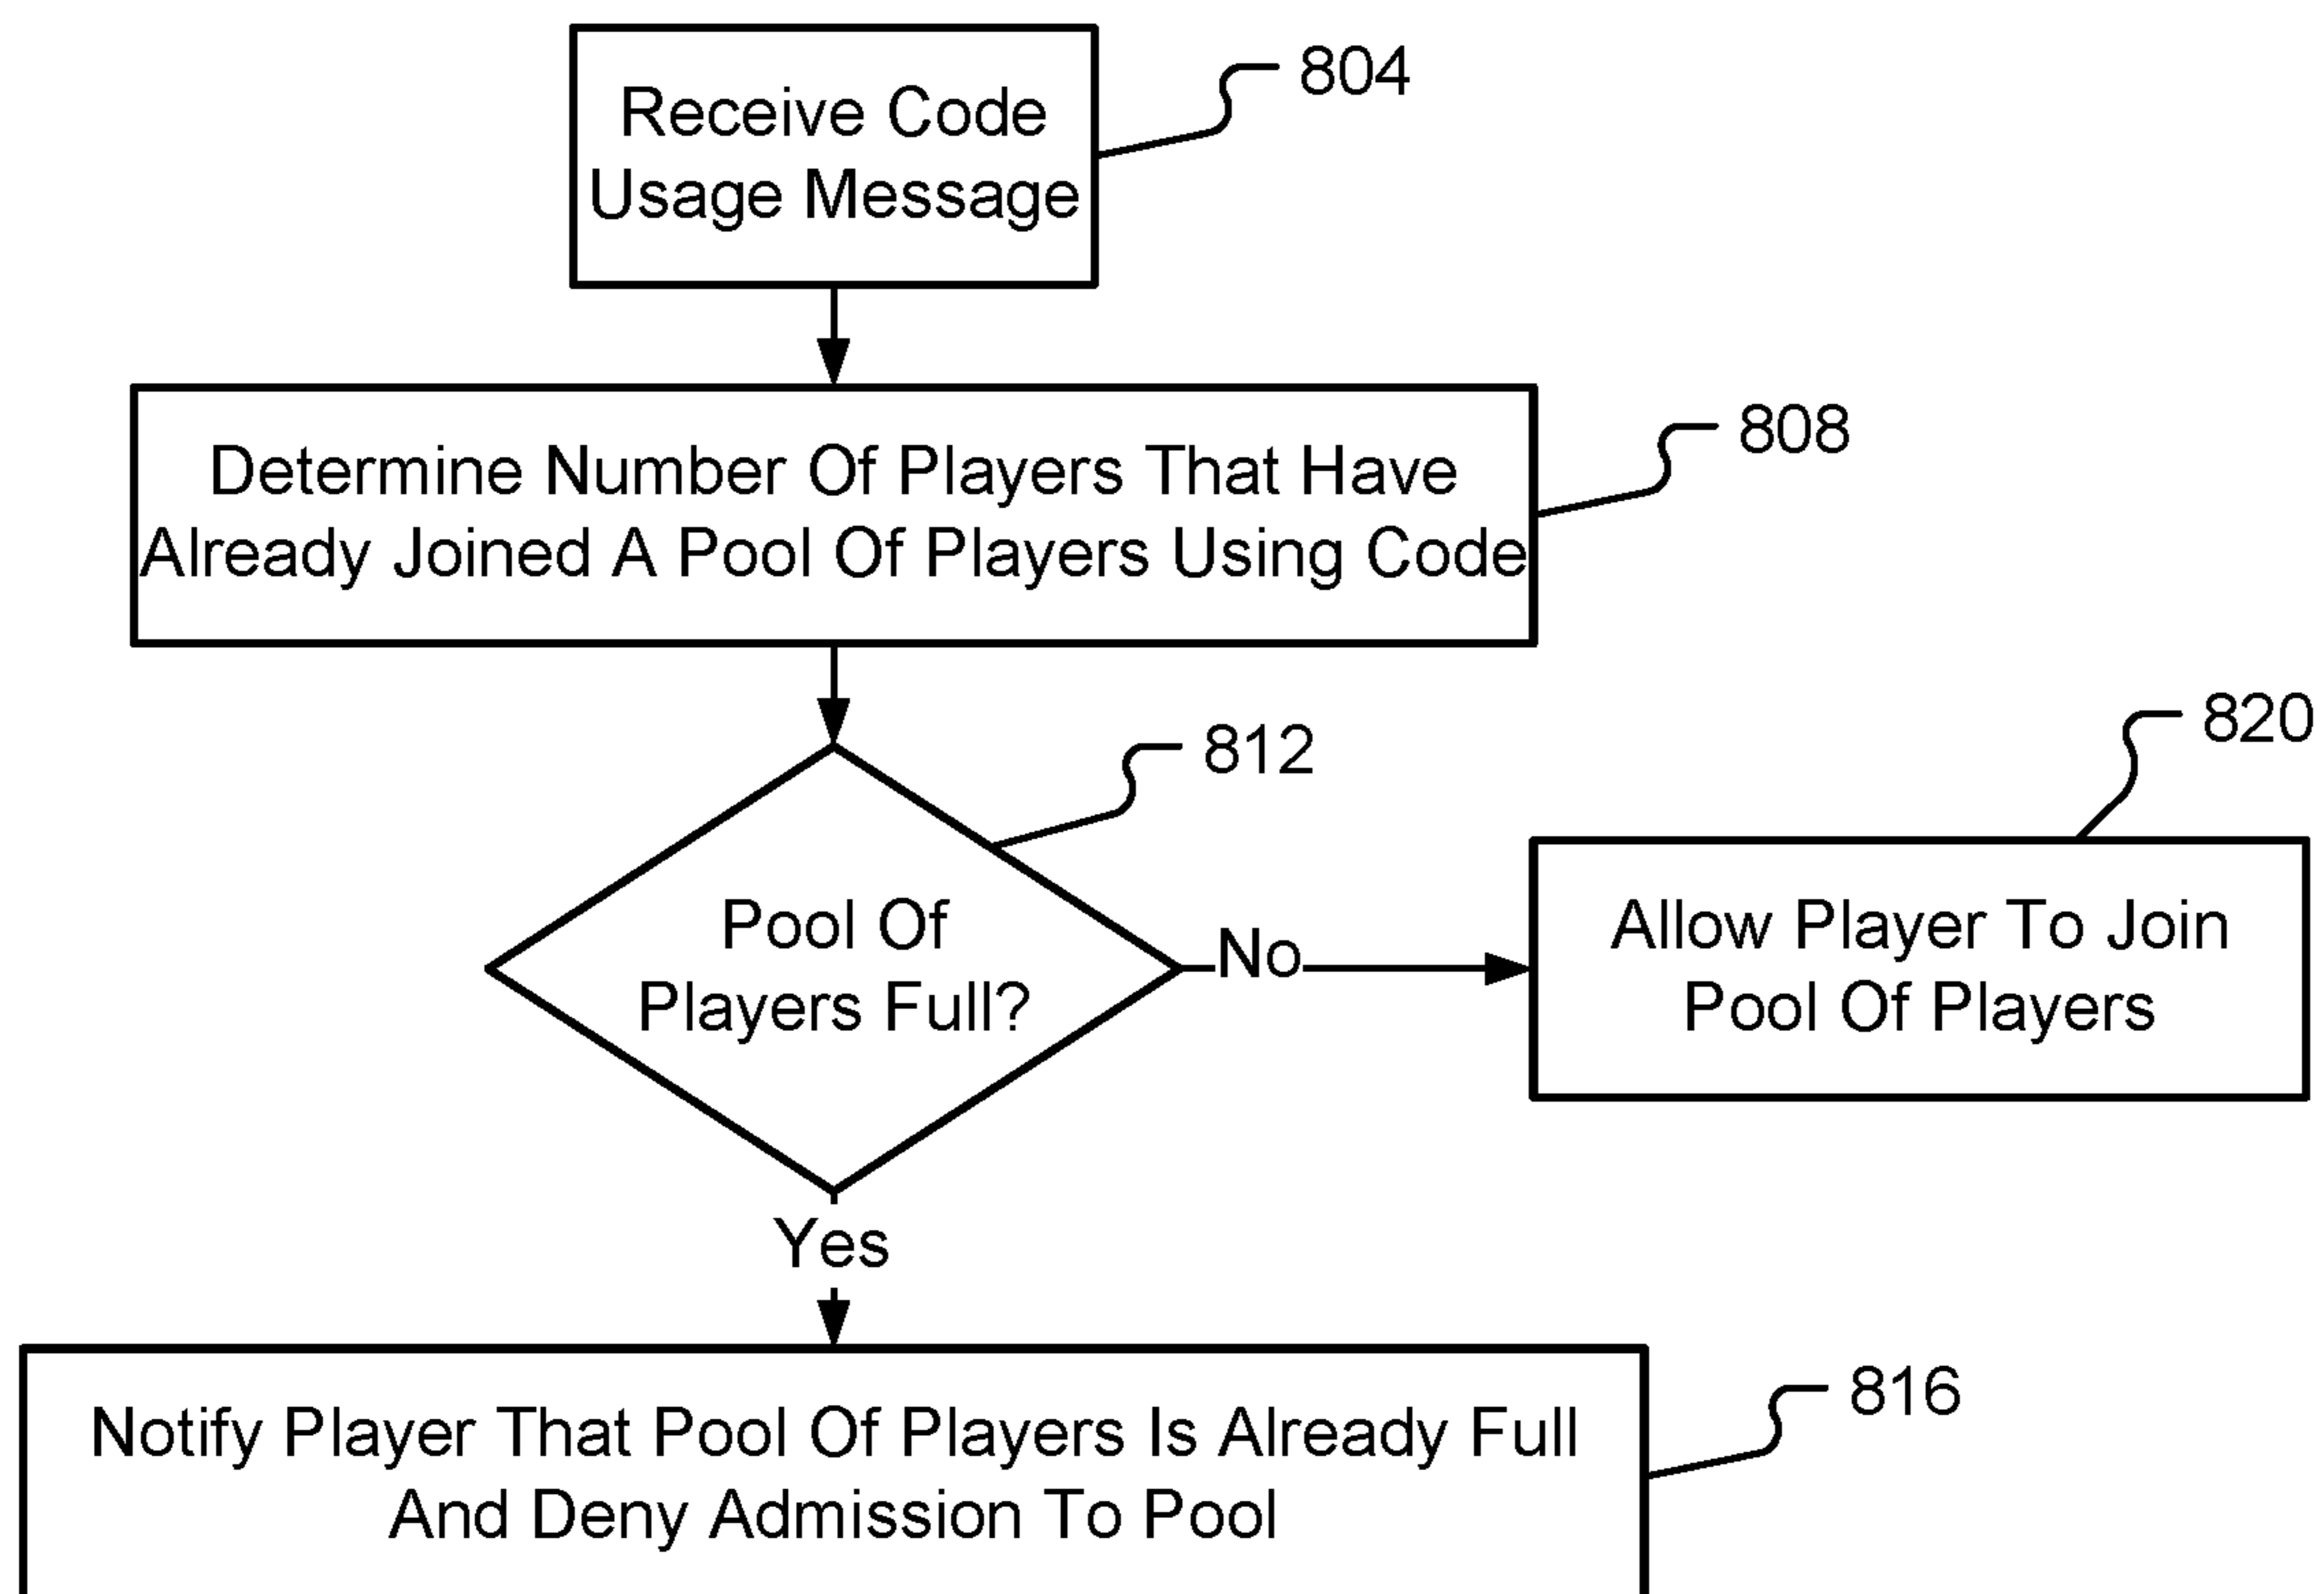 Receive Code
Usage Message
804
Determine Number Of Players That Have
Already Joined A Pool Of Players Using Code
808
Pool Of
Players Full?
812
No
Allow Player To Join
Pool Of Players
820
Yes
Notify Player That Pool Of Players Is Already Full
And Deny Admission To Pool
816